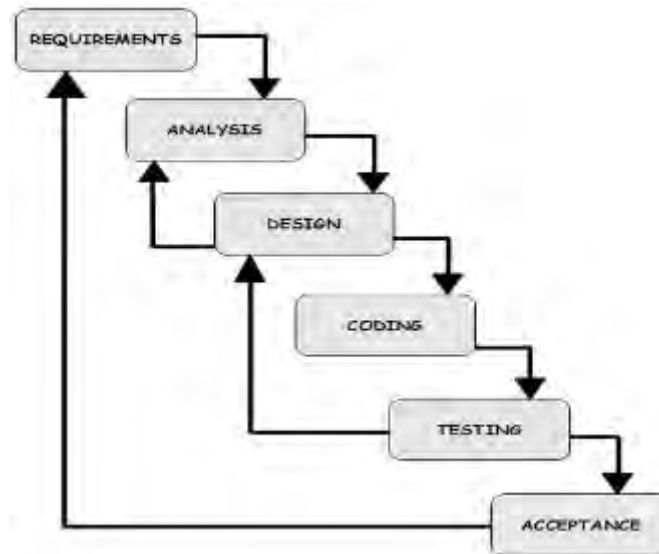 REQUIREMENTS
ANALYSIS
DESIGN
CODING
TESTING
ACCEPTANCE